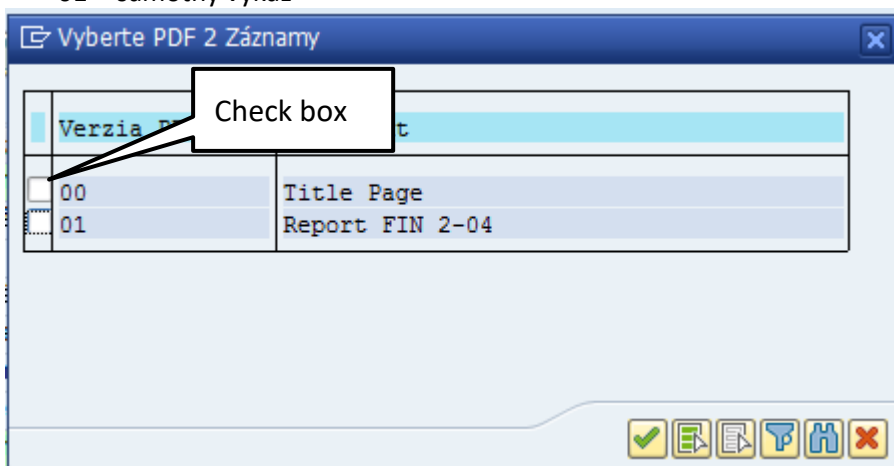 Vyberte PDF 2 Záznamy
Check box
Verzia
00 Title Page
01 Report FIN 2-04